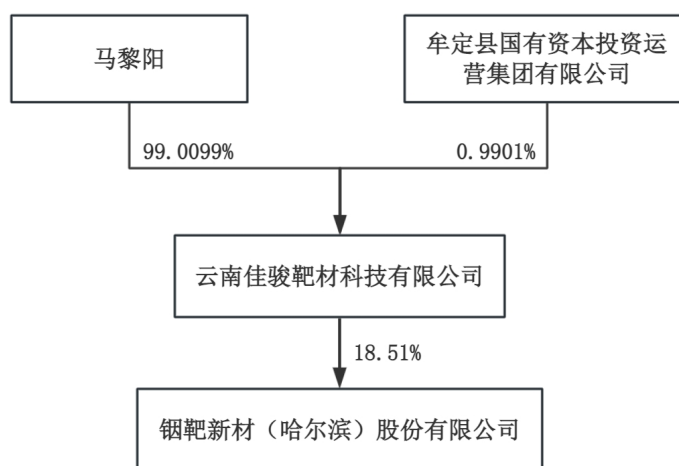 马黎阳
牟定县国有资本投资运
营集团有限公司
99.0099%
0.9901%
云南佳骏靶材科技有限公司
18.51%
铟靶新材（哈尔滨）股份有限公司